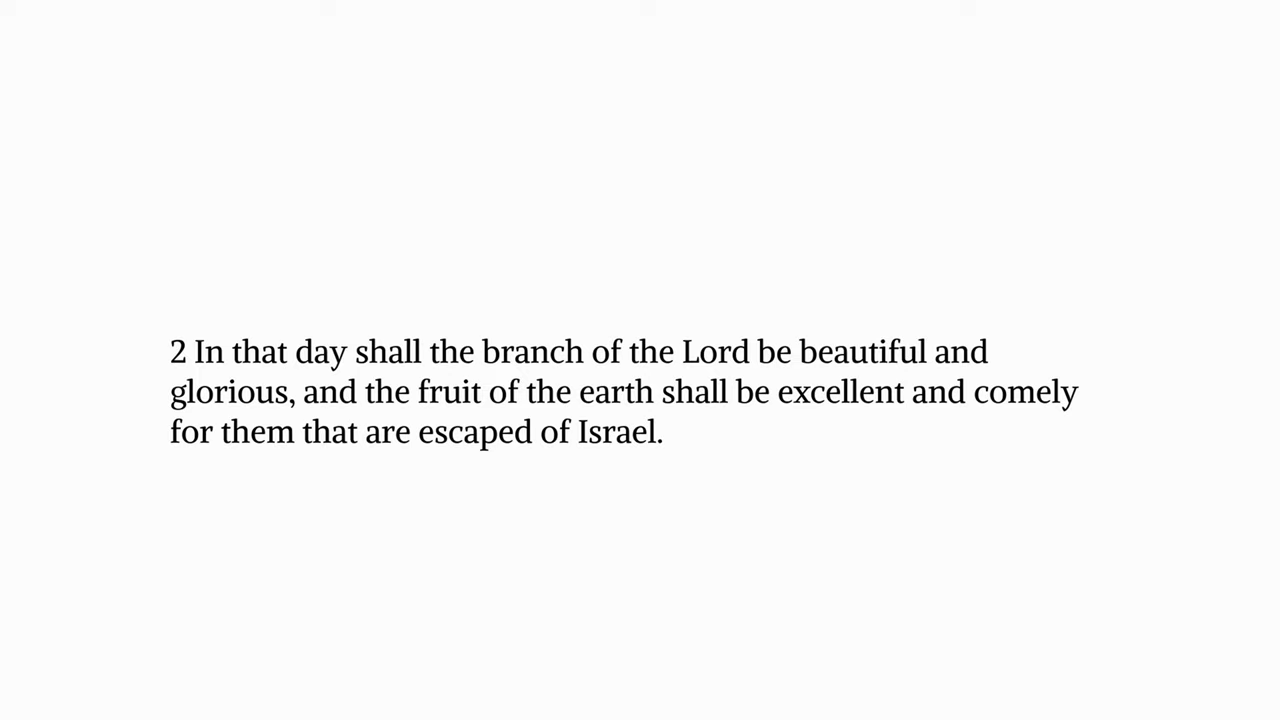 2 In that day shall the branch of the Lord be beautiful and
glorious, and the fruit of the earth shall be excellent and comely
for them that are escaped of Israel.